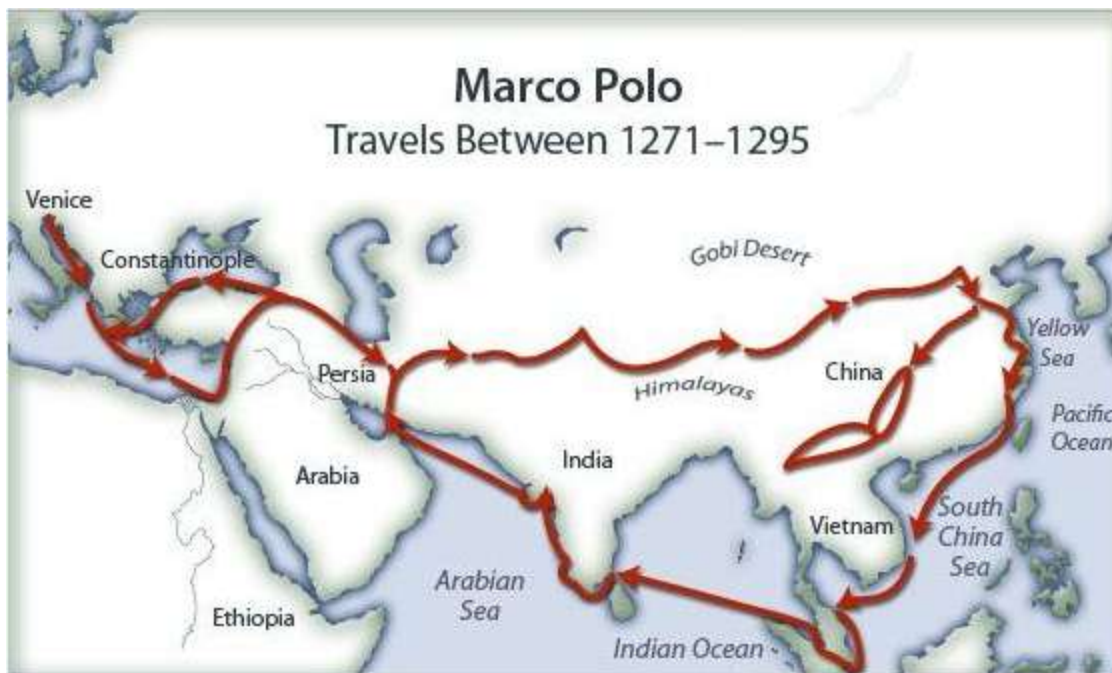 Marco Polo
Travels Between 1271–1295
Venice
Constantinople
Gobi Desert
Yellow
Sea
Persia
China
Himalayas
Pacific
Ocean
India
Arabia
South
China
Sea
Vietnam
Arabian
Sea
Ethiopia
Indian Ocean